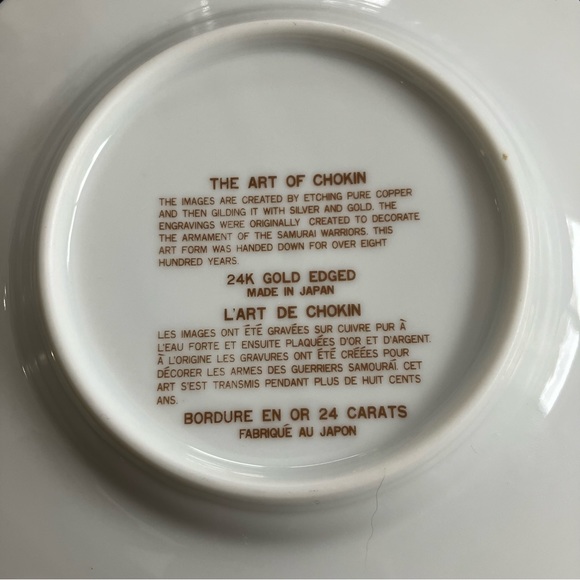 THE ART OF CHOKIN
THE IMAGES ARE CREATED BY ETCHING PURE COPPER
AND THEN GILDING IT WITH SILVER AND GOLD. THE
ENGRAVINGS WERE ORIGINALLY CREATED TO DECORATE
THE ARMAMENT OF THE SAMURAI WARRIORS. THIS
ART FORM WAS HANDED DOWN FOR OVER EIGHT
HUNDRED YEARS.
24K GOLD EDGED
MADE IN JAPAN
L'ART DE CHOKIN
LES IMAGES ONT ÉTÉ GRAVÉES SUR CUIVRE PUR À
L'EAU FORTE ET ENSUITE PLAQUÉES D'OR ET D'ARGENT.
À L'ORIGINE LES GRAVURES ONT ÉTÉ CRÉÉES POUR
DÉCORER LES ARMES DES GUERRIERS SAMOURAÏ. CET
ART S'EST TRANSMIS PENDANT PLUS DE HUIT CENTS
ANS.
BORDURE EN OR 24 CARATS
FABRIQUÉ AU JAPON